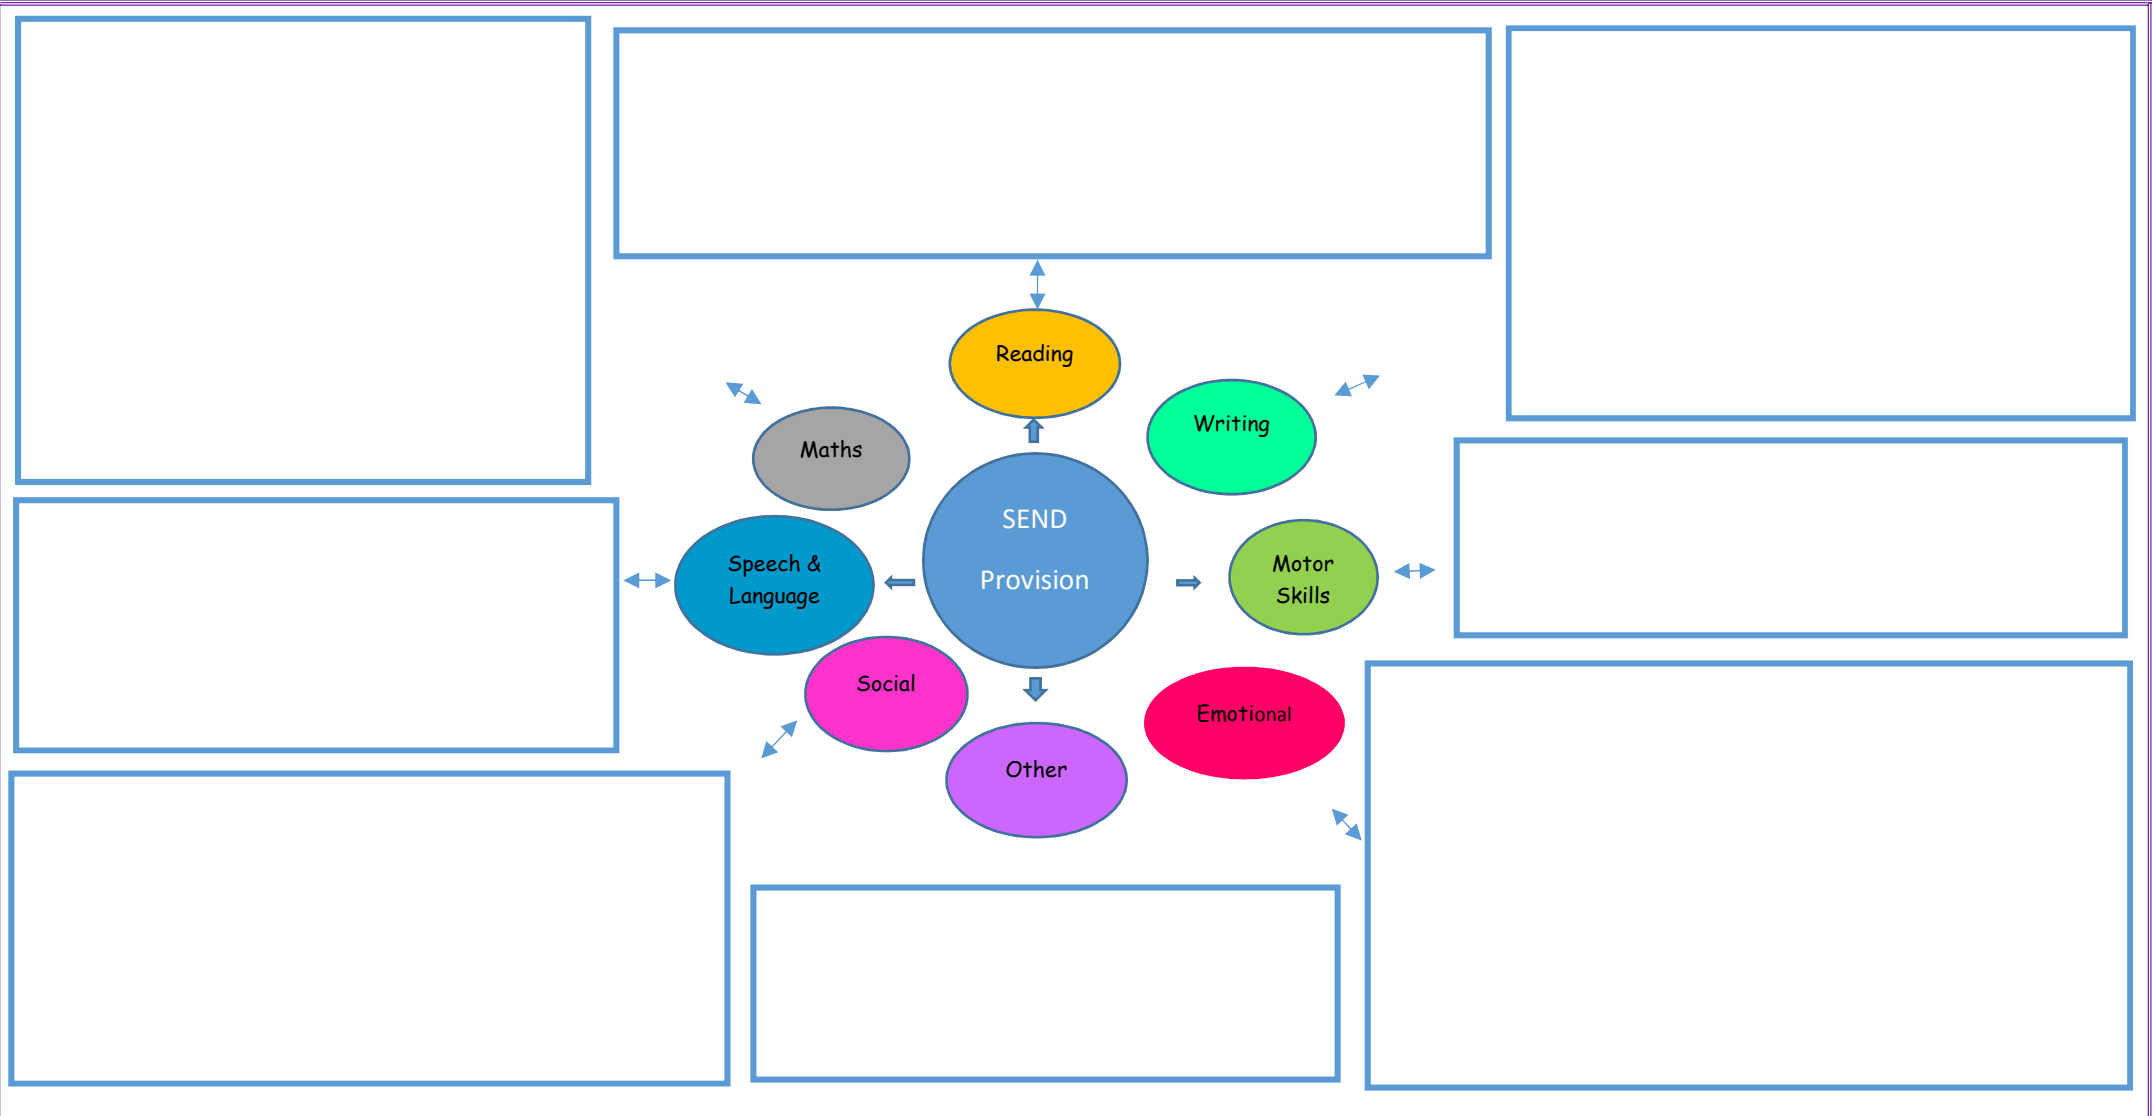 Reading
Writing
Maths
SEND
Provision
Speech &
Language
Motor
Skills
Social
Emotional
Other